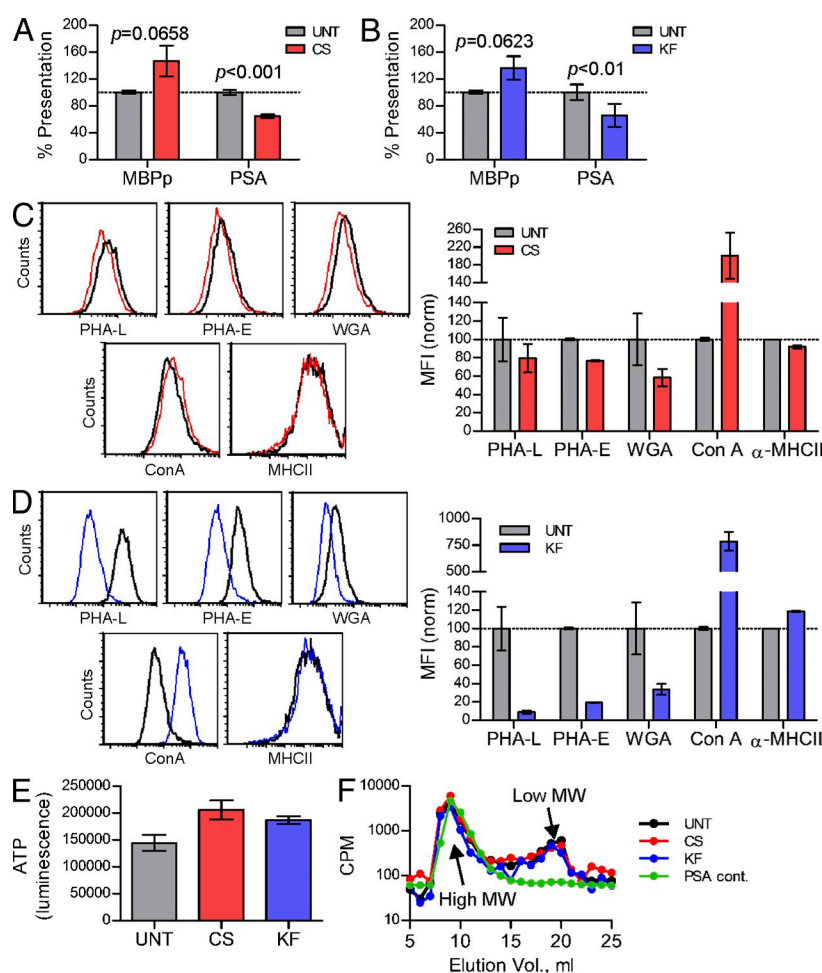 A
% Presentation
200
160
120
80
40
0
p=0.0658
p<0.001
UNT
CS
MBPp
PSA
B
% Presentation
200
160
120
80
40
0
p=0.0623
p<0.01
UNT
KF
MBPp
PSA
C
Counts
PHA-L
PHA-E
WGA
Counts
ConA
MHCII
MFI (norm)
260
220
180
140
100
80
60
40
20
0
UNT
CS
PHA-L
PHA-E
WGA
Con A
α-MHCII
D
Counts
PHA-L
PHA-E
WGA
Counts
ConA
MHCII
MFI (norm)
1000
750
500
140
120
100
80
60
40
20
0
UNT
KF
PHA-L
PHA-E
WGA
Con A
α-MHCII
E
ATP
(luminescence)
250000
200000
150000
100000
50000
0
UNT
CS
KF
F
CPM
10000
1000
100
10
Low MW
High MW
UNT
CS
KF
PSA cont.
5
10
15
20
25
Elution Vol., ml